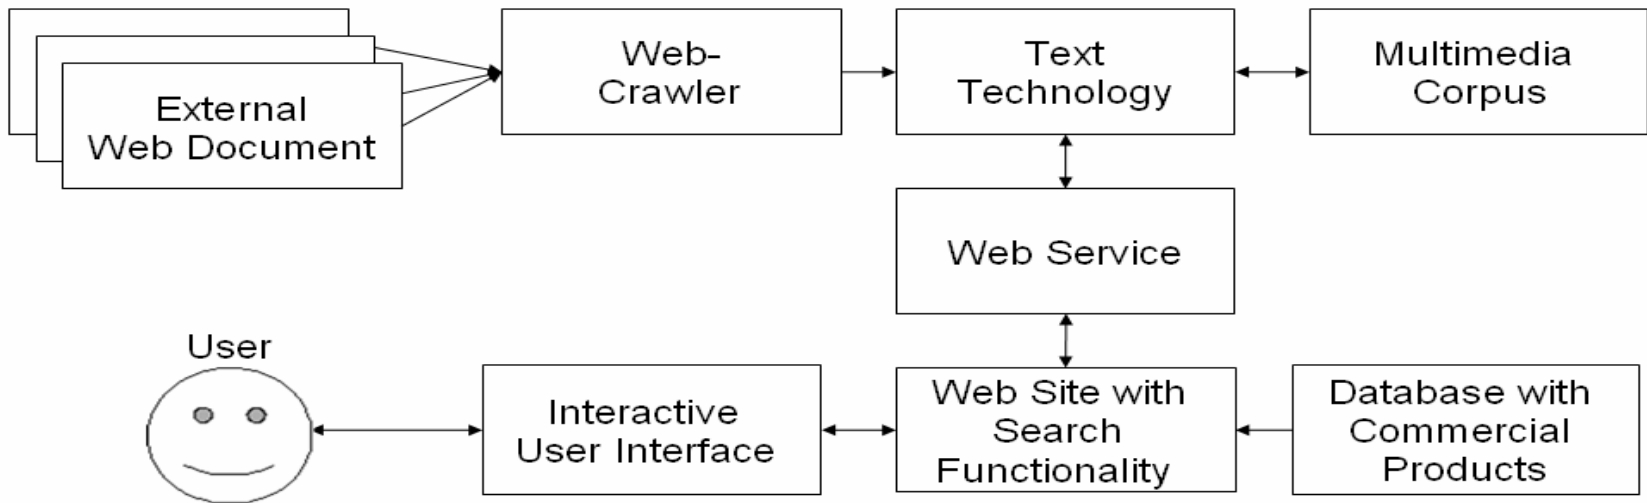 External
Web Document
Web-
Crawler
Text
Technology
Multimedia
Corpus
Web Service
User
Interactive
User Interface
Web Site with
Search
Functionality
Database with
Commercial
Products